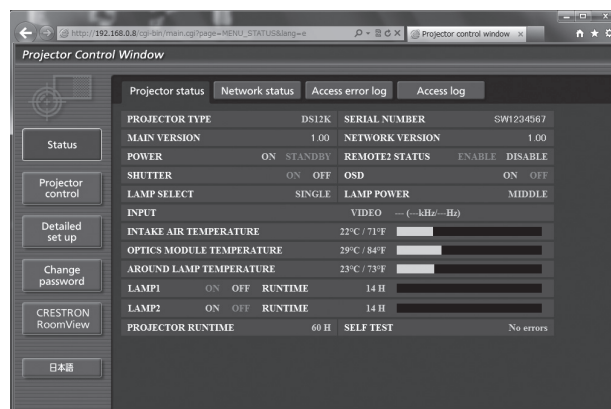 http://192.168.0.8/cgi-bin/main.cgi?page=MENU_STATUS&lang=e
Projector control window
Projector Control Window
Projector status Network status Access error log Access log
Status
Projector control
Detailed set up
Change password
CRESTRON RoomView
日本語
PROJECTOR TYPE DS12K SERIAL NUMBER SW1234567
MAIN VERSION 1.00 NETWORK VERSION 1.00
POWER ON STANDBY REMOTE2 STATUS ENABLE DISABLE
SHUTTER ON OFF OSD ON OFF
LAMP SELECT SINGLE LAMP POWER MIDDLE
INPUT VIDEO --- (---kHz/---Hz)
INTAKE AIR TEMPERATURE 22°C / 71°F
OPTICS MODULE TEMPERATURE 29°C / 84°F
AROUND LAMP TEMPERATURE 23°C / 73°F
LAMP1 ON OFF RUNTIME 14 H
LAMP2 ON OFF RUNTIME 14 H
PROJECTOR RUNTIME 60 H SELF TEST No errors